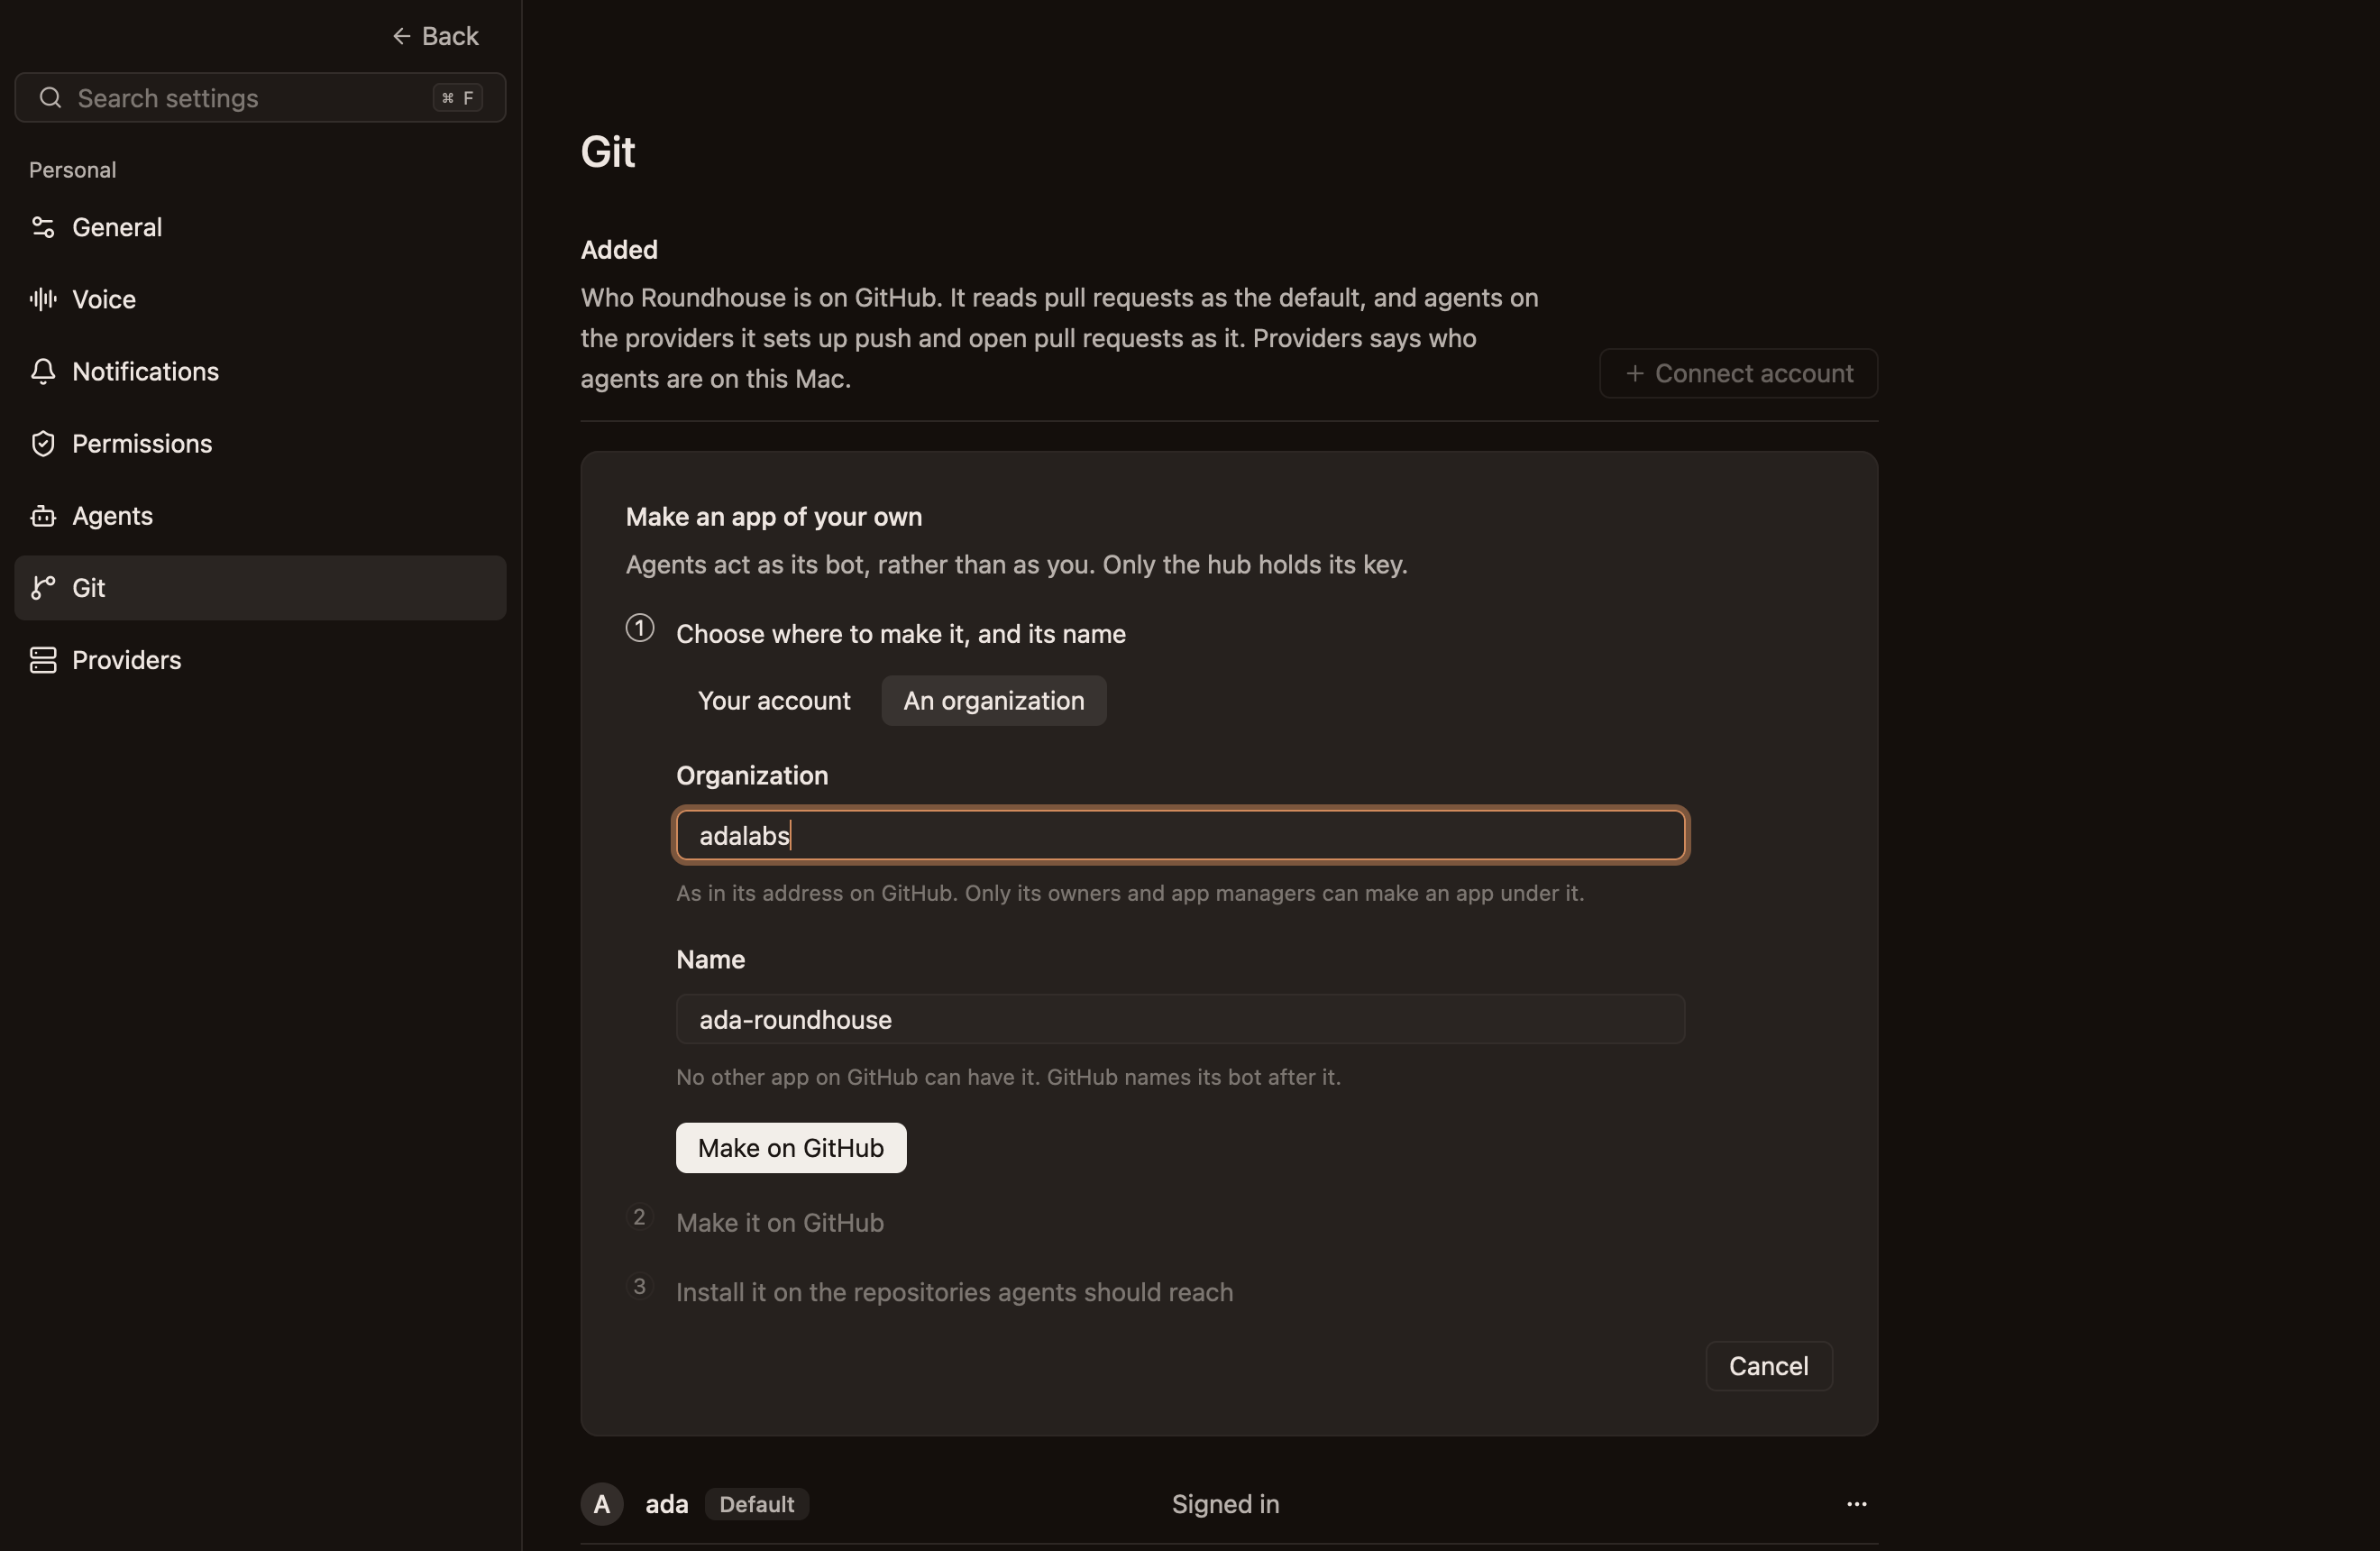 ← Back
Search settings
⌘ F
Personal
General
Voice
Notifications
Permissions
Agents
Git
Providers
Git
Added
Who Roundhouse is on GitHub. It reads pull requests as the default, and agents on
the providers it sets up push and open pull requests as it. Providers says who
agents are on this Mac.
+ Connect account
Make an app of your own
Agents act as its bot, rather than as you. Only the hub holds its key.
1 Choose where to make it, and its name
Your account An organization
Organization
adalabs
As in its address on GitHub. Only its owners and app managers can make an app under it.
Name
ada-roundhouse
No other app on GitHub can have it. GitHub names its bot after it.
Make on GitHub
2 Make it on GitHub
3 Install it on the repositories agents should reach
Cancel
A ada Default Signed in ...